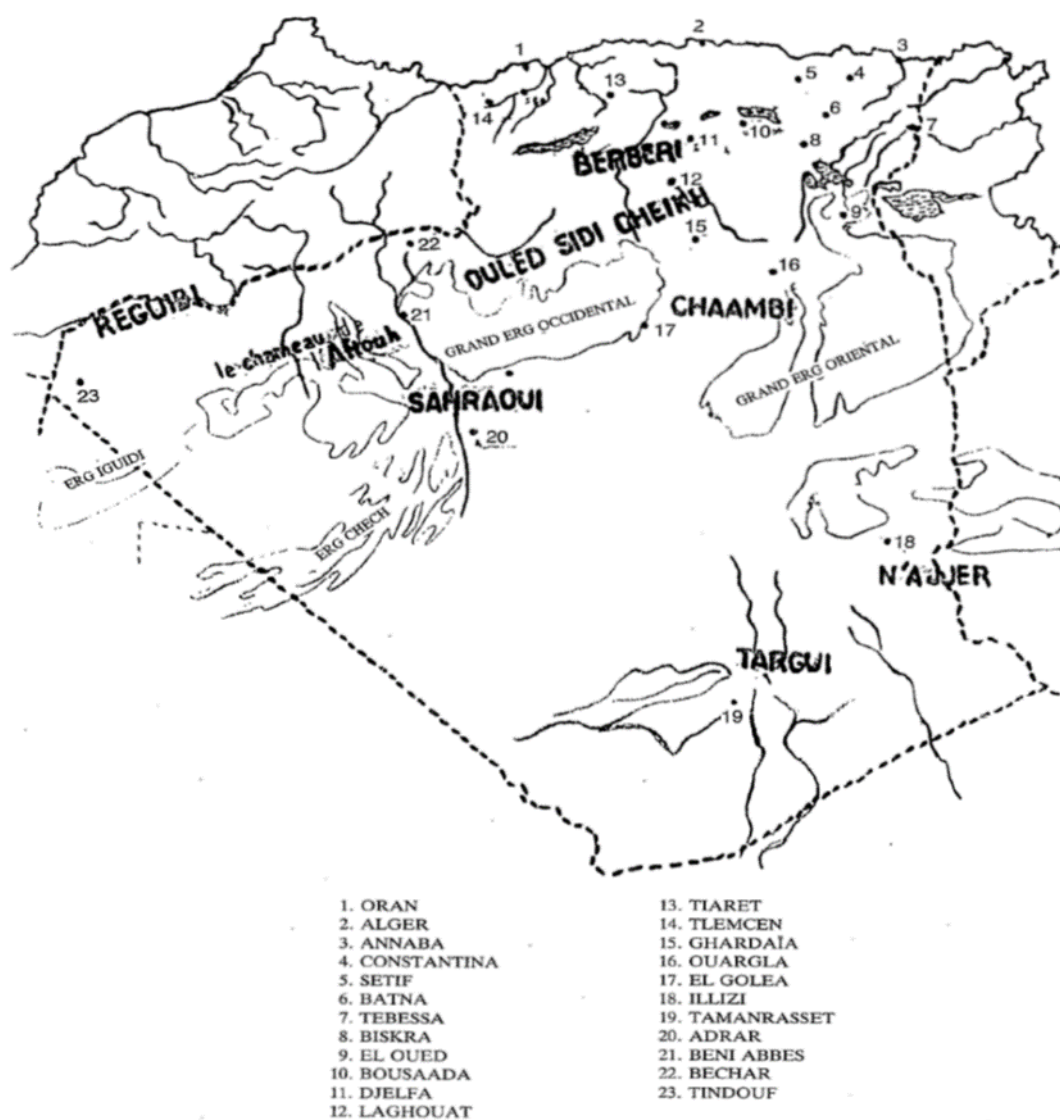 1
2
3
4
5
6
7
8
9
10
11
12
13
14
15
16
17
18
19
20
21
22
23
BERBERI
OULED SIDI CHEIKH
CHAAMBI
REGUIBI
le chameau de
l'Aftouh
GRAND ERG OCCIDENTAL
GRAND ERG ORIENTAL
SAHRAOUI
ERG IGUIDI
ERG CHECH
N'AJJER
TARGUI
1. ORAN
2. ALGER
3. ANNABA
4. CONSTANTINA
5. SETIF
6. BATNA
7. TEBESSA
8. BISKRA
9. EL OUED
10. BOUSAADA
11. DJELFA
12. LAGHOUAT
13. TIARET
14. TLEMCEN
15. GHARDAÏA
16. OUARGLA
17. EL GOLEA
18. ILLIZI
19. TAMANRASSET
20. ADRAR
21. BENI ABBES
22. BECHAR
23. TINDOUF